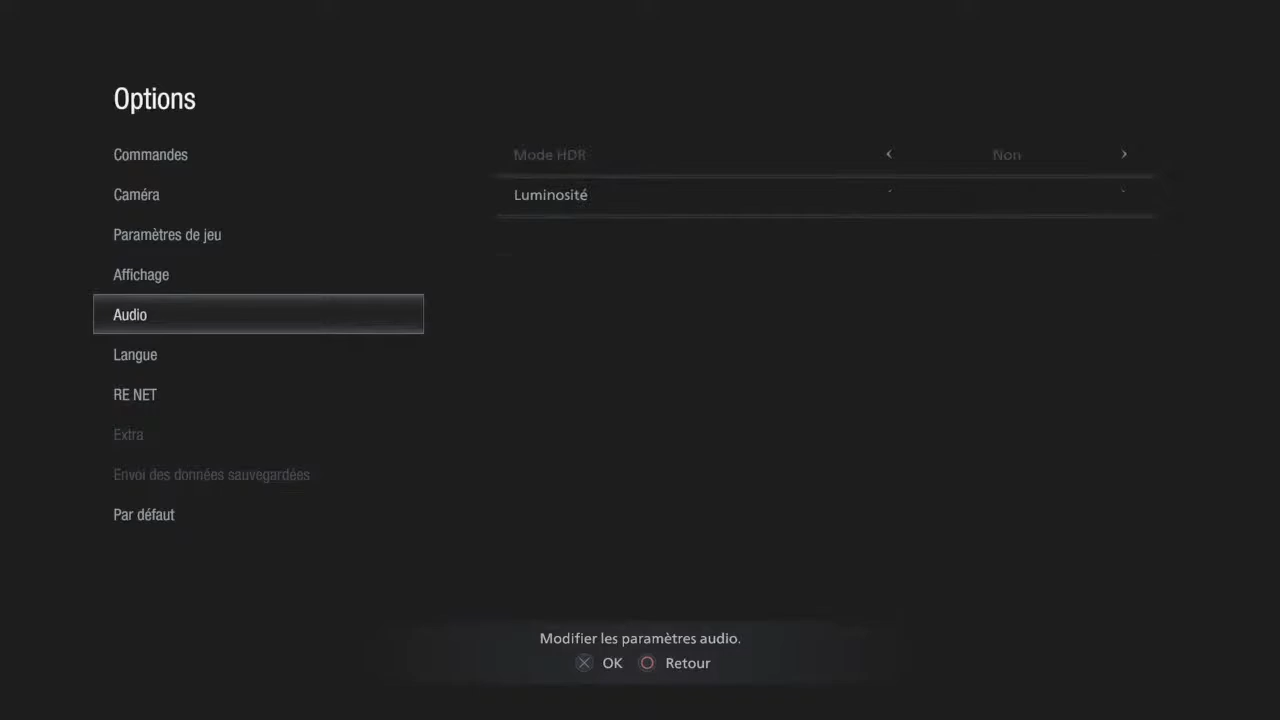 Options
Commandes
Caméra
Paramètres de jeu
Affichage
Audio
Langue
RE NET
Extra
Envoi des données sauvegardées
Par défaut
Mode HDR Non
Luminosité
Modifier les paramètres audio.
OK Retour